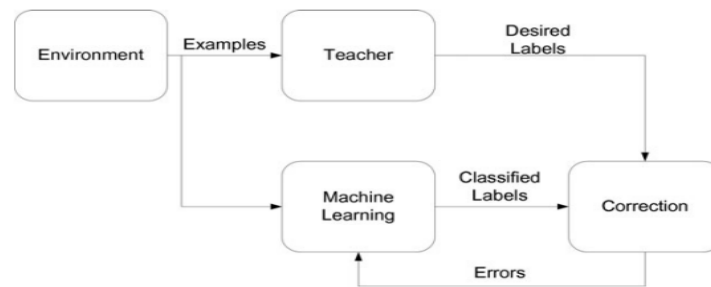 Environment
Examples
Teacher
Desired
Labels
Machine
Learning
Classified
Labels
Correction
Errors